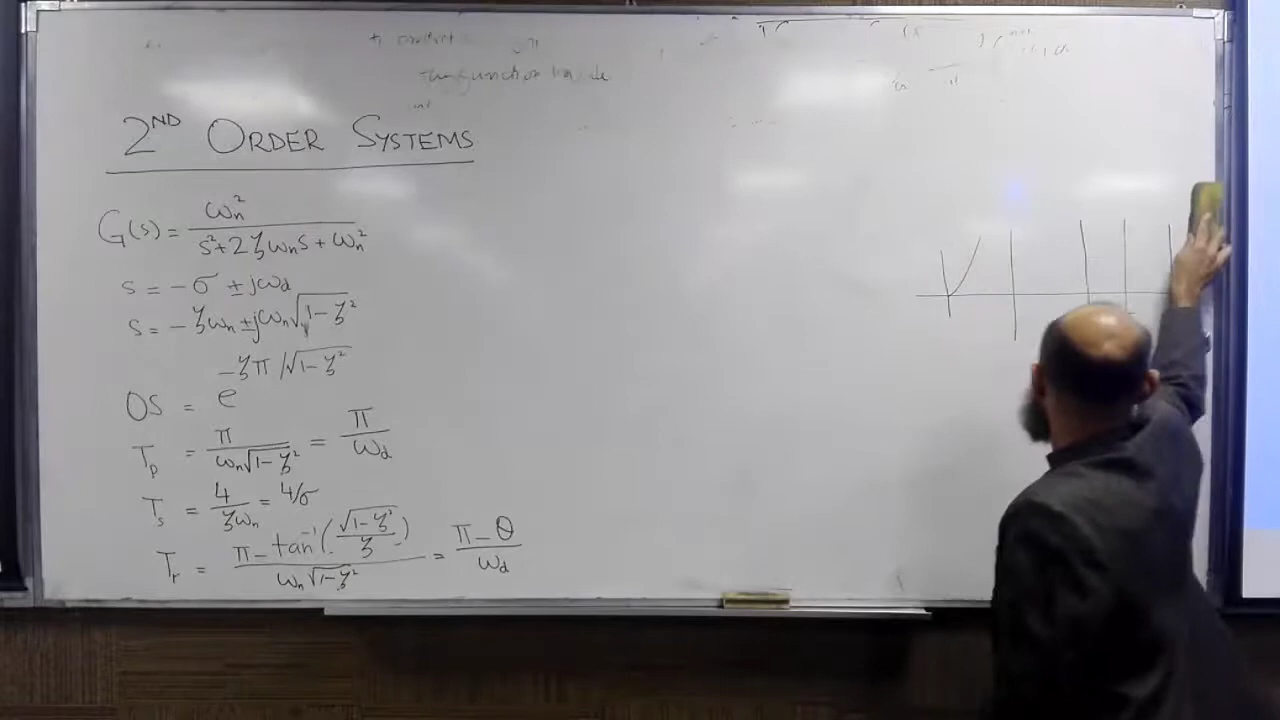 2ND ORDER SYSTEMS
G(s) = ωn² / (s² + 2ζωn s + ωn²)
s = -σ ± jωd
s = -ζωn ± jωn√(1-ζ²)
OS = e^(-ζπ/√(1-ζ²))
Tp = π / (ωn√(1-ζ²)) = π / ωd
Ts = 4 / (ζωn) = 4/σ
Tr = (π - tan⁻¹(√(1-ζ²) / ζ)) / (ωn√(1-ζ²)) = (π - θ) / ωd